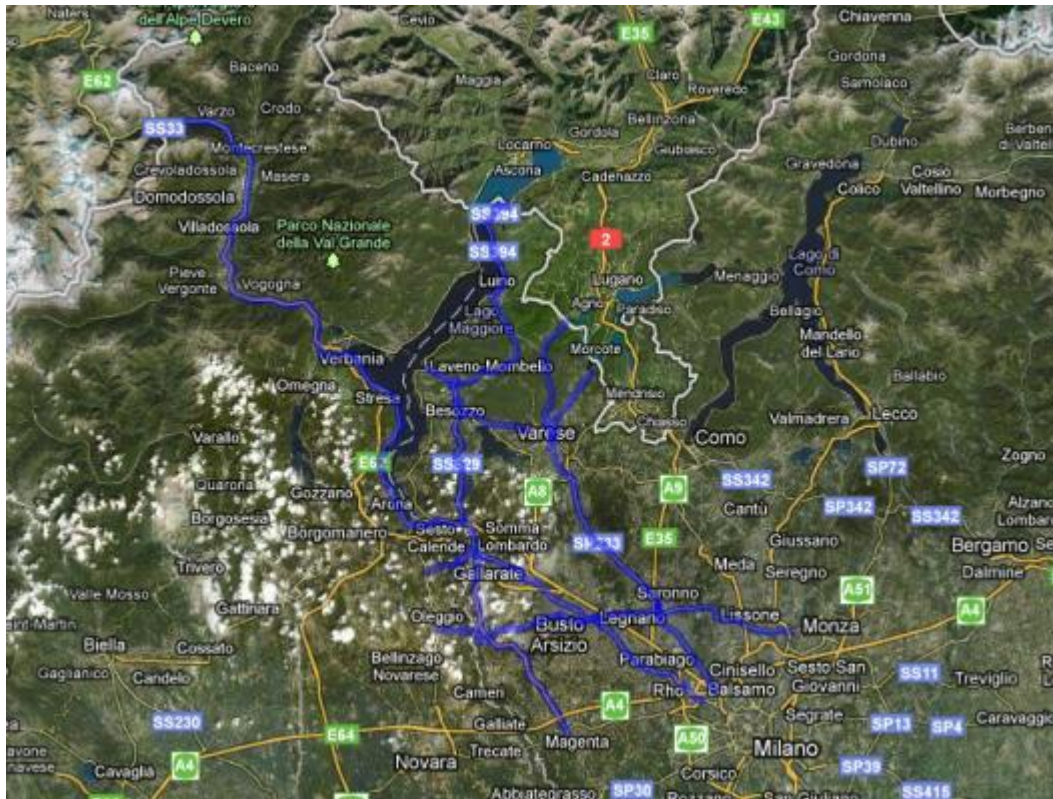 Naters
dell'Alpe Devero
Cevio
E35
E43
Chiavenna
E62
Baceno
Maggia
Claro
Gordona
Samolaco
Varzo
Crodo
Roveredo
SS33
Montecrestese
Gordola
Bellinzona
Dubino
Locarno
Giubiasco
Crevoladossola
Masera
Ascona
Cadenazzo
Gravedona
Cosio
Valtellino
Morbegno
Domodossola
Colico
SS394
Villadossola
Parco Nazionale
della Val Grande
SS394
2
Lago di
Como
Pieve
Vergonte
Vogogna
Luino
Lugano
Menaggio
Lago
Maggiore
Agno
Paradiso
Bellagio
Verbania
Morcote
Mandello
del Lario
Laveno-Mombello
Omegna
Stresa
Mendrisio
Ballabio
Besozzo
Chiasso
Valmadrera
Lecco
Varallo
Varese
Como
E62
SS629
SP72
Zogno
Quarona
Gozzano
A8
A9
SS342
Arona
Cantù
SP342
Borgosesia
Borgomanero
Sesto
Calende
Somma
Lombardo
SS342
SP233
E35
Giussano
Bergamo
Trivero
Gallarate
Meda
Seregno
Dalmine
Valle Mosso
Saronno
A51
Gattinara
Oleggio
Legnano
Lissone
A4
Busto
Arsizio
Monza
Biella
Cossato
Bellinzago
Novarese
Parabiago
Cinisello
Balsamo
Sesto San
Giovanni
Gaglianico
Candelo
Cameri
Rho
SS11
Treviglio
A4
SS230
Galliate
Segrate
SP13
SP4
Caravaggio
E64
Magenta
A50
Trecate
Milano
A4
Novara
Cavaglià
Corsico
SP39
Abbiategrasso
SP30
SS415